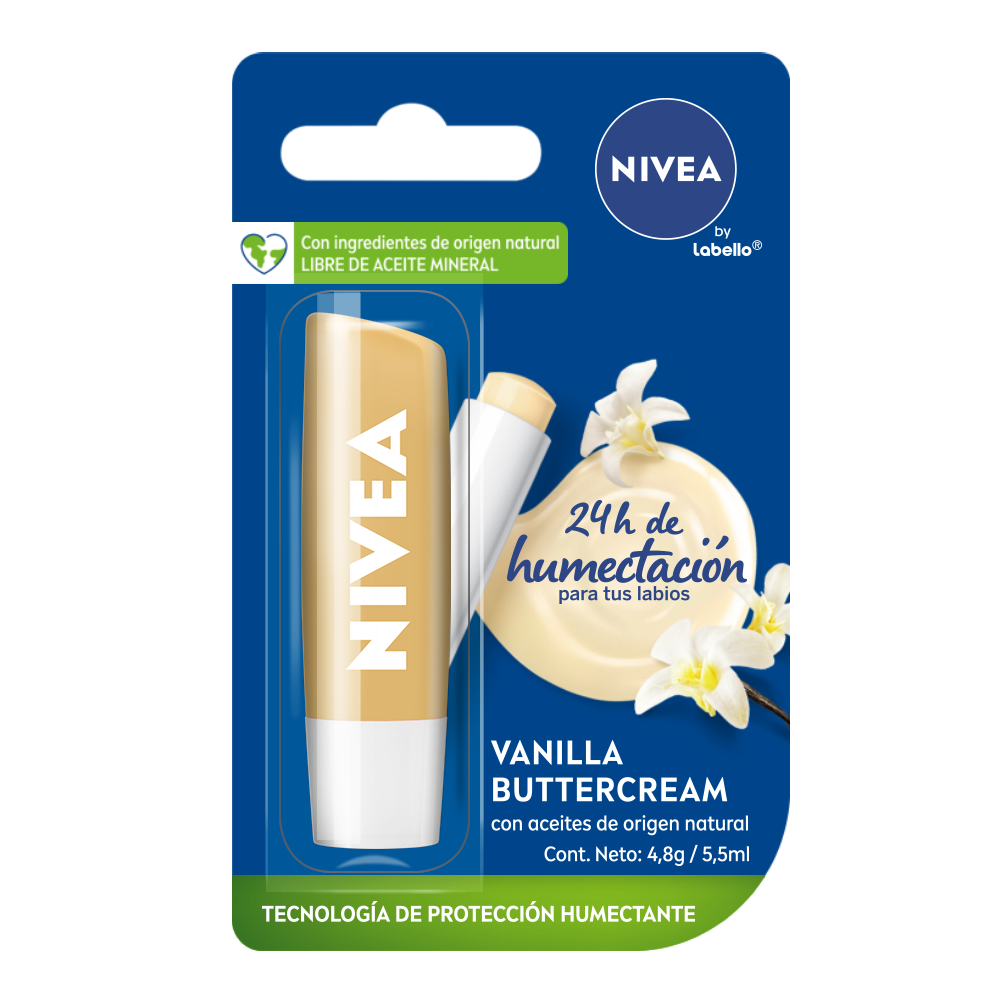 NIVEA
by
Labello®
Con ingredientes de origen natural
LIBRE DE ACEITE MINERAL
NIVEA
24h de
humectación
para tus labios
VANILLA
BUTTERCREAM
con aceites de origen natural
Cont. Neto: 4,8g / 5,5ml
TECNOLOGÍA DE PROTECCIÓN HUMECTANTE